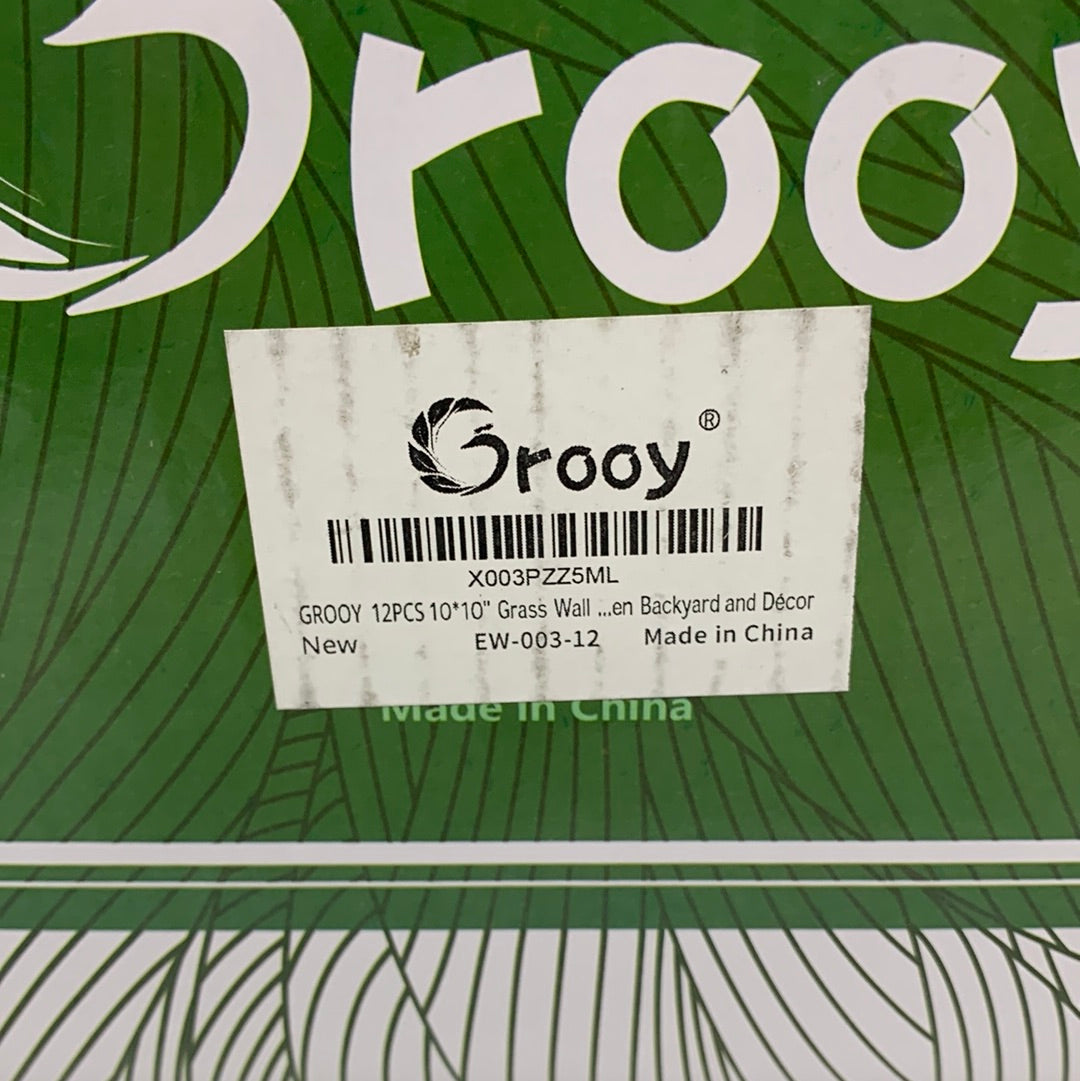 Grooy
Grooy®
X003PZZ5ML
GROOY 12PCS 10*10" Grass Wall ...en Backyard and Décor
New EW-003-12 Made in China
Made in China